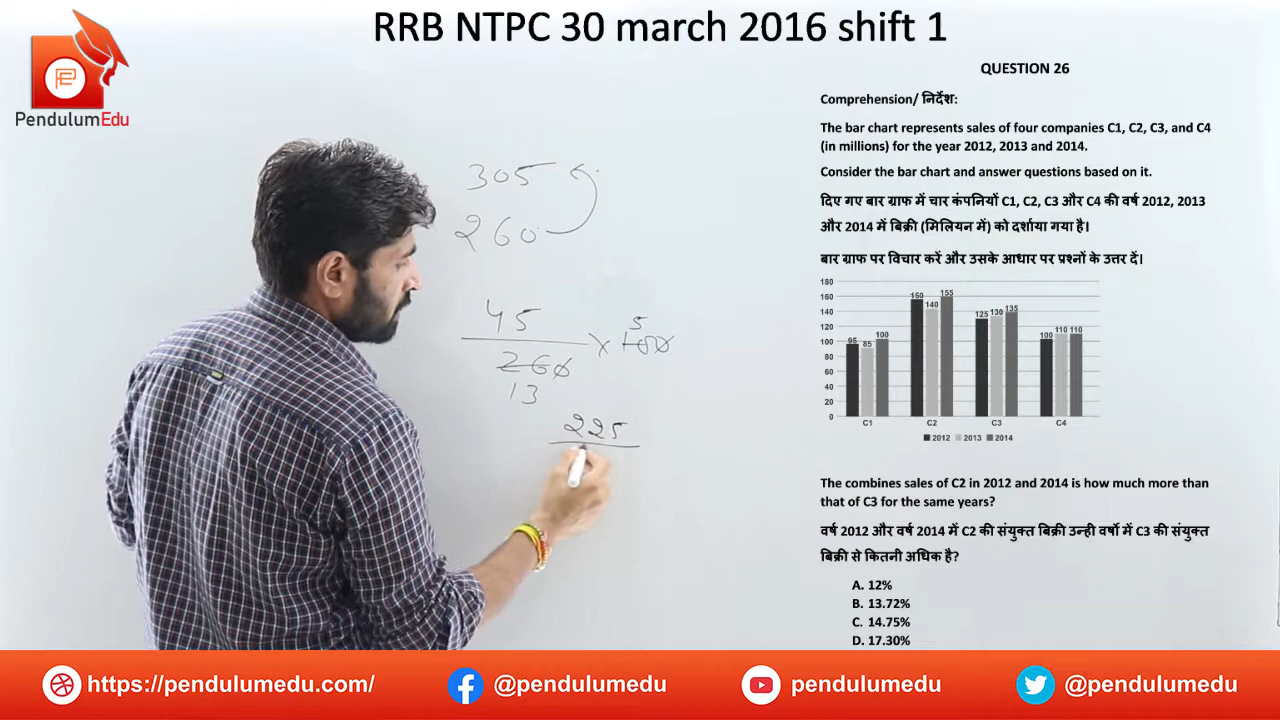 RRB NTPC 30 march 2016 shift 1
PendulumEdu
305
260
45
260
13
× 100
5
225
QUESTION 26
Comprehension/ निर्देश:
The bar chart represents sales of four companies C1, C2, C3, and C4
(in millions) for the year 2012, 2013 and 2014.
Consider the bar chart and answer questions based on it.
दिए गए बार ग्राफ में चार कंपनियों C1, C2, C3 और C4 की वर्ष 2012, 2013
और 2014 में बिक्री (मिलियन में) को दर्शाया गया है।
बार ग्राफ पर विचार करें और उसके आधार पर प्रश्नों के उत्तर दें।
180
160
140
120
100
80
60
40
20
0
95 85 100
150 140 155
125 130 135
100 110 110
C1 C2 C3 C4
2012 2013 2014
The combines sales of C2 in 2012 and 2014 is how much more than
that of C3 for the same years?
वर्ष 2012 और वर्ष 2014 में C2 की संयुक्त बिक्री उन्ही वर्षो में C3 की संयुक्त
बिक्री से कितनी अधिक है?
A. 12%
B. 13.72%
C. 14.75%
D. 17.30%
https://pendulumedu.com/ @pendulumedu pendulumedu @pendulumedu